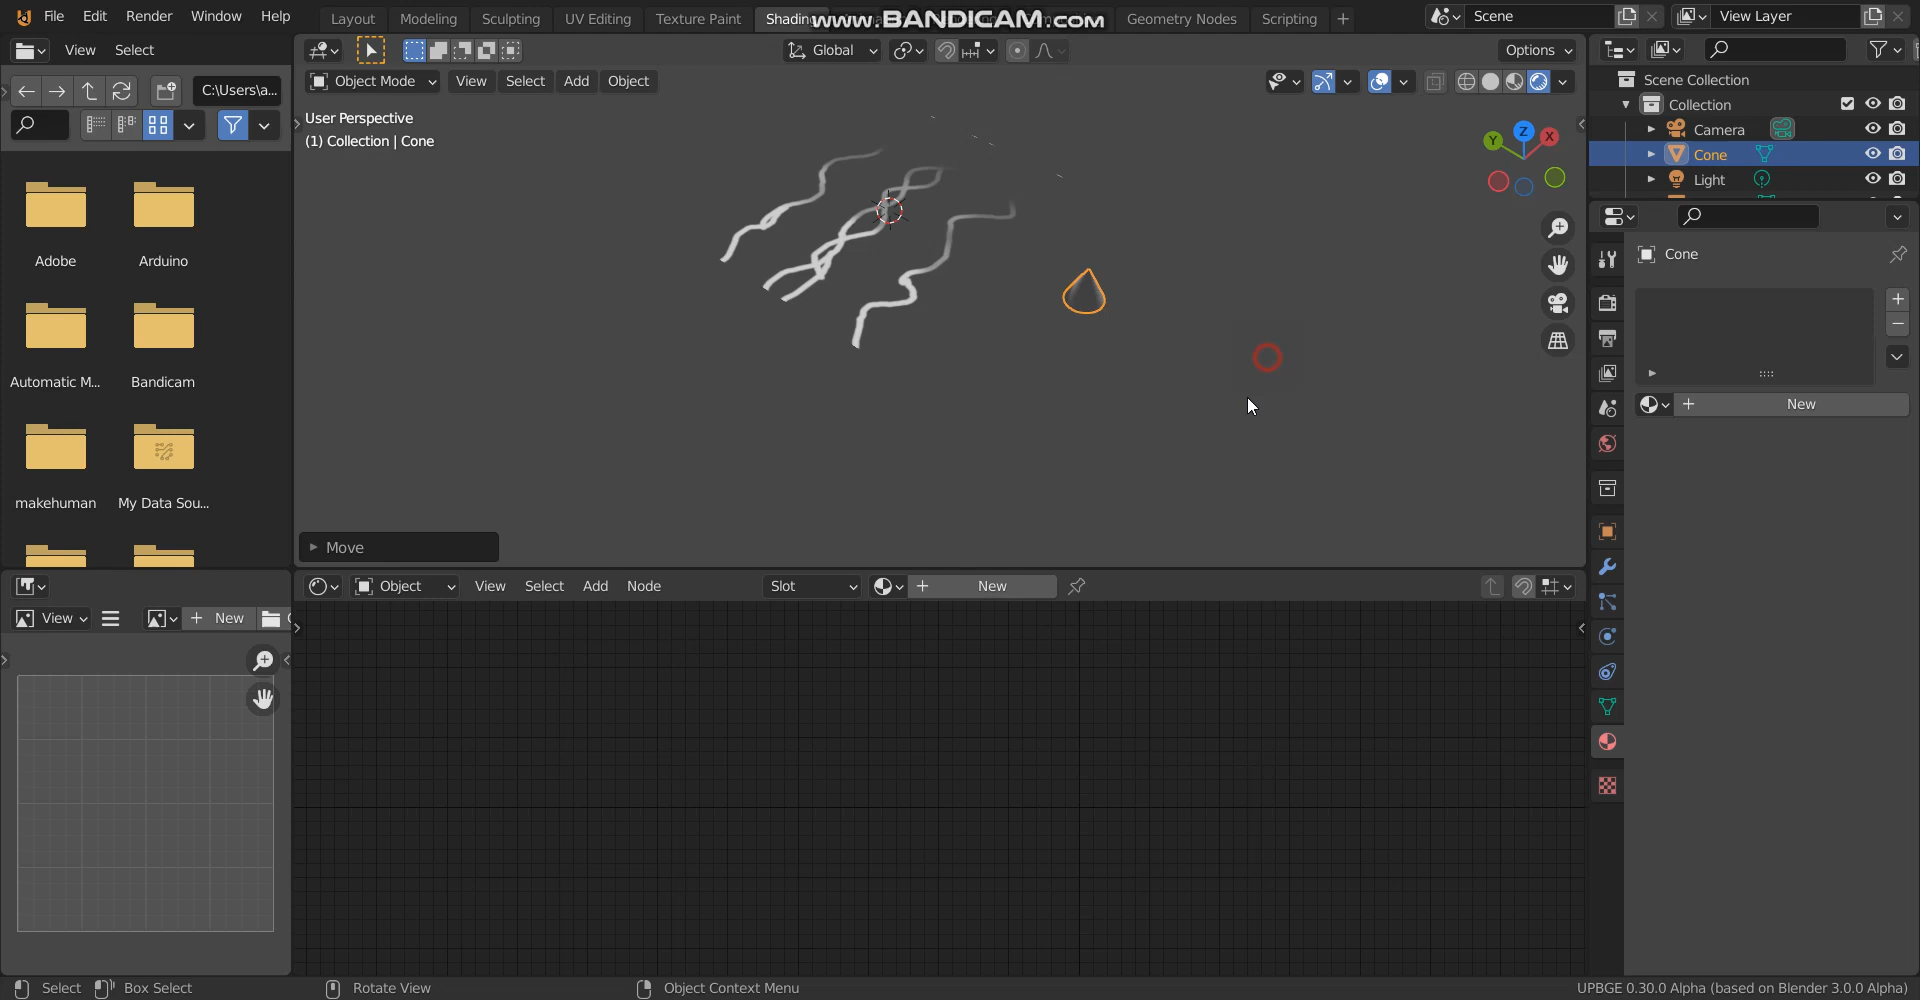 File Edit Render Window Help
Layout Modeling Sculpting UV Editing Texture Paint Shading Geometry Nodes Scripting
www.BANDICAM.com
Scene
View Layer
View Select
Global
Options
C:\Users\a...
Object Mode View Select Add Object
User Perspective
(1) Collection | Cone
Y Z X
Scene Collection
Collection
Camera
Cone
Light
Adobe Arduino
Automatic M... Bandicam
makehuman My Data Sou...
Cone
New
Move
Object View Select Add Node Slot New
View New
Select Box Select Rotate View Object Context Menu
UPBGE 0.30.0 Alpha (based on Blender 3.0.0 Alpha)